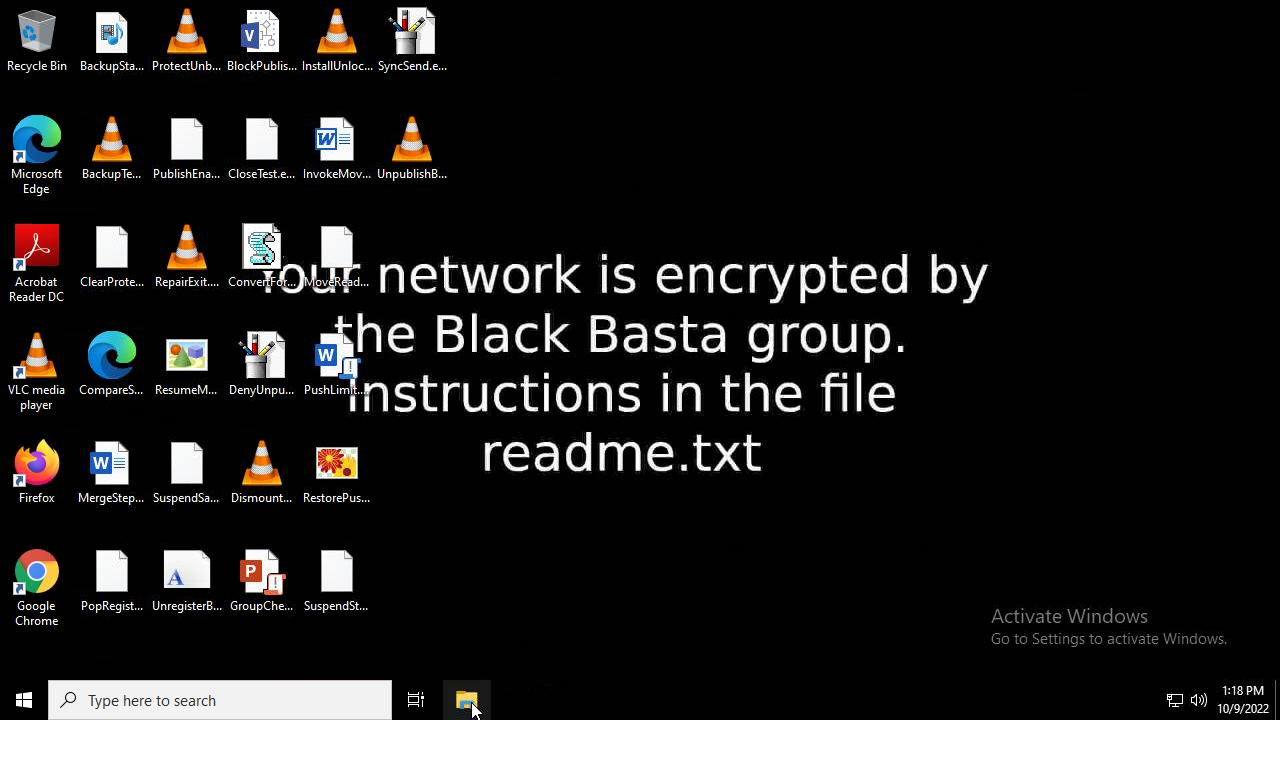 Recycle Bin
BackupSta...
ProtectUnb...
BlockPublis...
InstallUnloc...
SyncSend.e...
Microsoft
Edge
BackupTe...
PublishEna...
CloseTest.e...
InvokeMov...
UnpublishB...
Acrobat
Reader DC
ClearProte...
RepairExit....
ConvertFor...
MoveRead...
VLC media
player
CompareS...
ResumeM...
DenyUnpu...
PushLimit....
Firefox
MergeStep...
SuspendSa...
Dismount...
RestorePus...
Google
Chrome
PopRegist...
UnregisterB...
GroupChe...
SuspendSt...
Your network is encrypted by
the Black Basta group.
Instructions in the file
readme.txt
Activate Windows
Go to Settings to activate Windows.
Type here to search
1:18 PM
10/9/2022